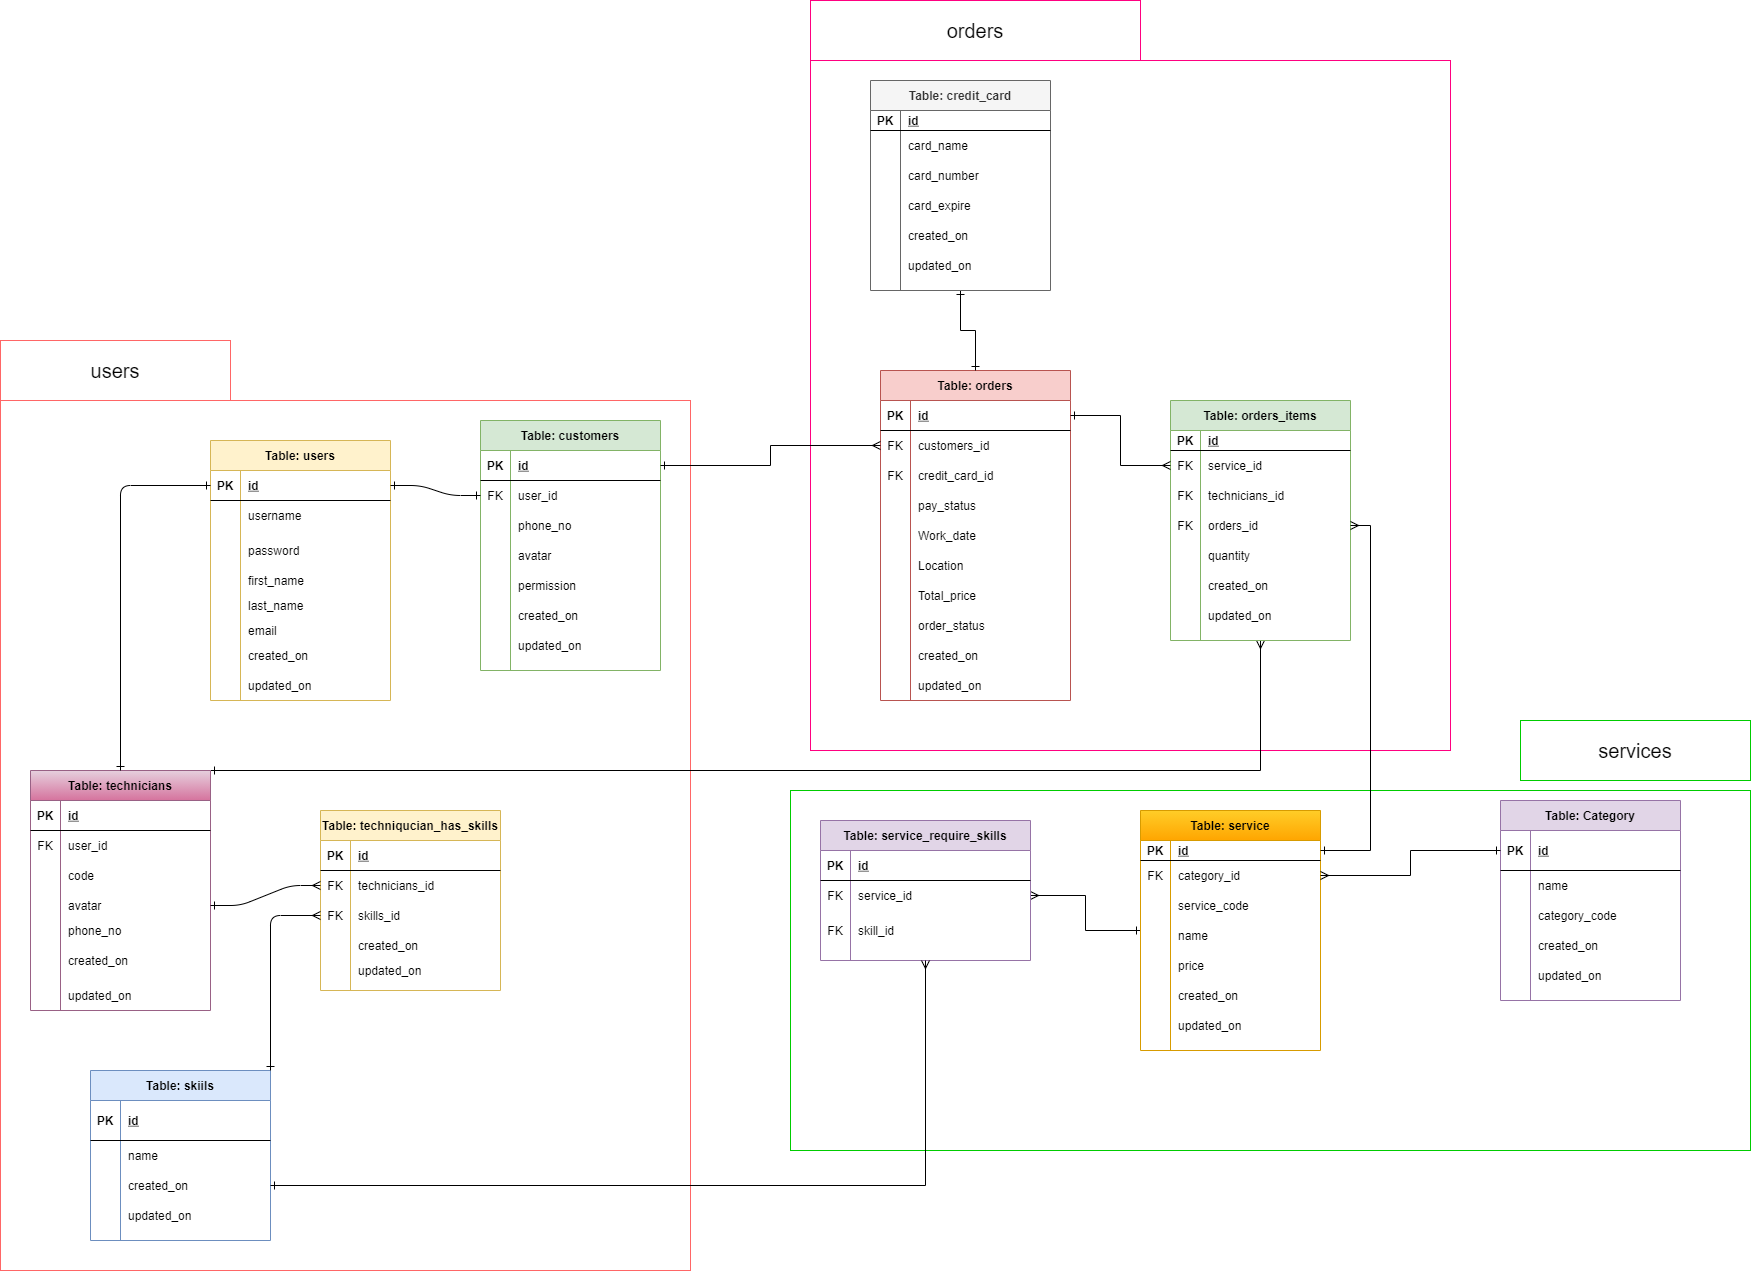 orders
Table: credit_card
PK id
card_name
card_number
card_expire
created_on
updated_on
users
Table: users
PK id
username
password
first_name
last_name
email
created_on
updated_on
Table: customers
PK id
FK user_id
phone_no
avatar
permission
created_on
updated_on
Table: orders
PK id
FK customers_id
FK credit_card_id
pay_status
Work_date
Location
Total_price
order_status
created_on
updated_on
Table: orders_items
PK id
FK service_id
FK technicians_id
FK orders_id
quantity
created_on
updated_on
Table: technicians
PK id
FK user_id
code
avatar
phone_no
created_on
updated_on
Table: techniqucian_has_skills
PK id
FK technicians_id
FK skills_id
created_on
updated_on
Table: skiils
PK id
name
created_on
updated_on
services
Table: service_require_skills
PK id
FK service_id
FK skill_id
Table: service
PK id
FK category_id
service_code
name
price
created_on
updated_on
Table: Category
PK id
name
category_code
created_on
updated_on